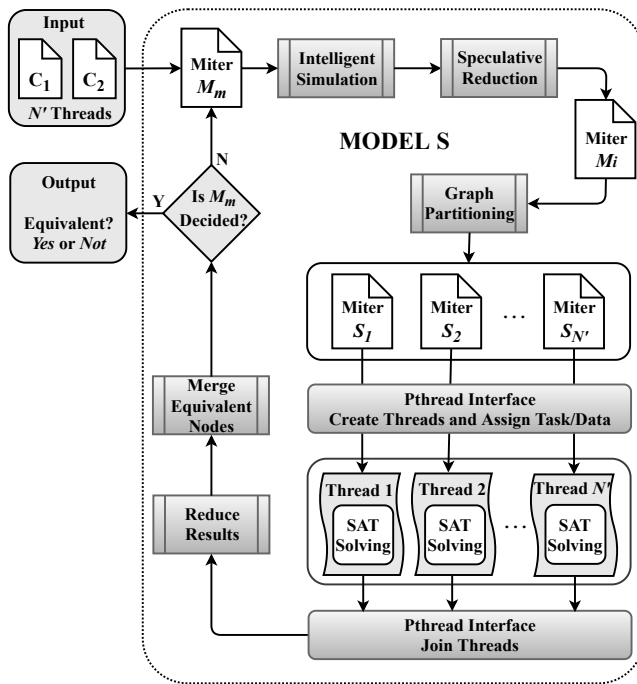 Input
C1 C2
N' Threads
Miter
Mm
Intelligent
Simulation
Speculative
Reduction
MODEL S
Miter
Mi
Graph
Partitioning
Output
Equivalent?
Yes or Not
Y
N
Is Mm
Decided?
Miter Miter Miter
S1 S2 ... SN'
Pthread Interface
Create Threads and Assign Task/Data
Merge
Equivalent
Nodes
Thread 1 Thread 2 Thread N'
SAT SAT ... SAT
Solving Solving Solving
Reduce
Results
Pthread Interface
Join Threads